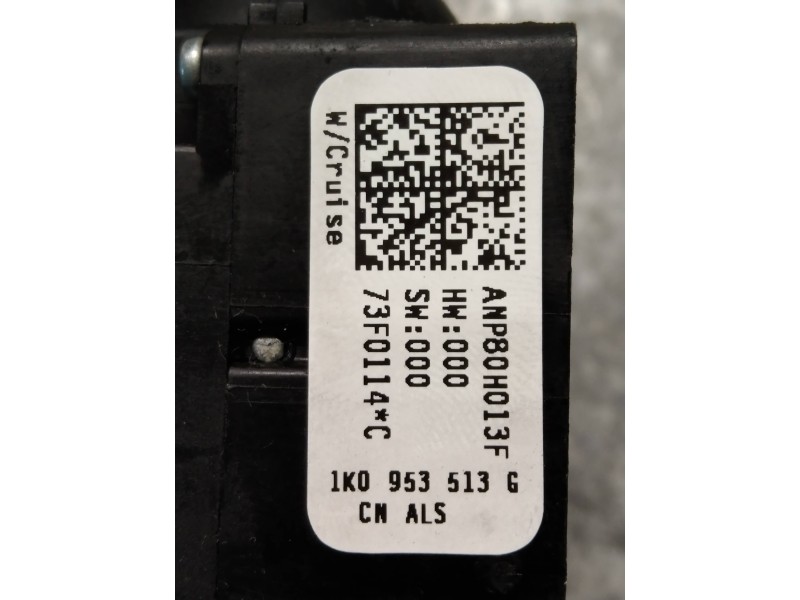 W/Cruise
ANP80H013F
HW:000
SW:000
73F0114*C
1K0 953 513 G
CN ALS